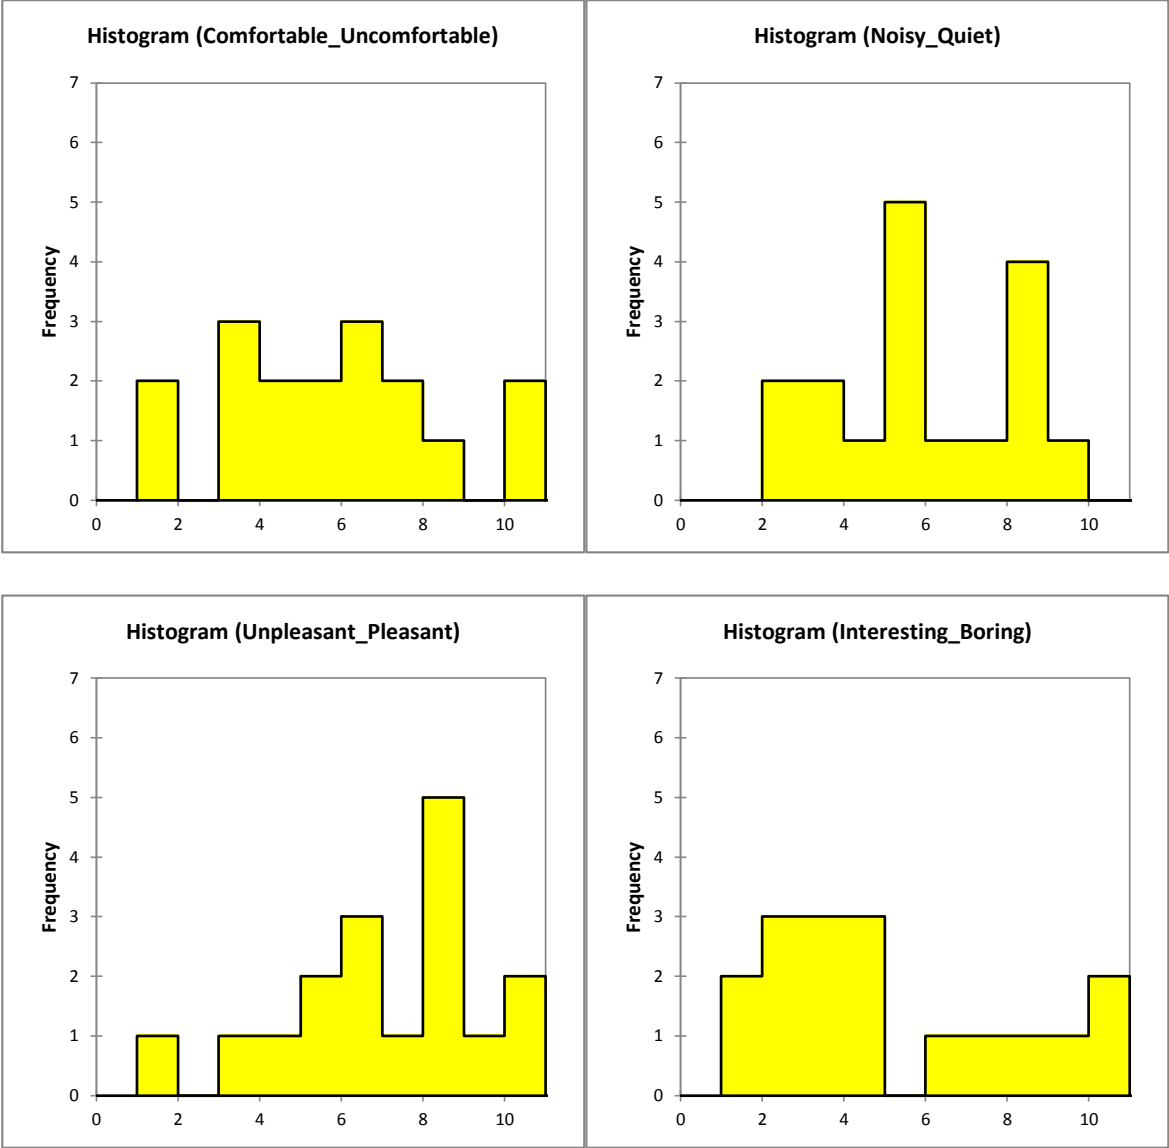 Histogram (Comfortable_Uncomfortable)
7
6
5
4
3
2
1
0
Frequency
0 2 4 6 8 10
Histogram (Noisy_Quiet)
7
6
5
4
3
2
1
0
Frequency
0 2 4 6 8 10
Histogram (Unpleasant_Pleasant)
7
6
5
4
3
2
1
0
Frequency
0 2 4 6 8 10
Histogram (Interesting_Boring)
7
6
5
4
3
2
1
0
Frequency
0 2 4 6 8 10